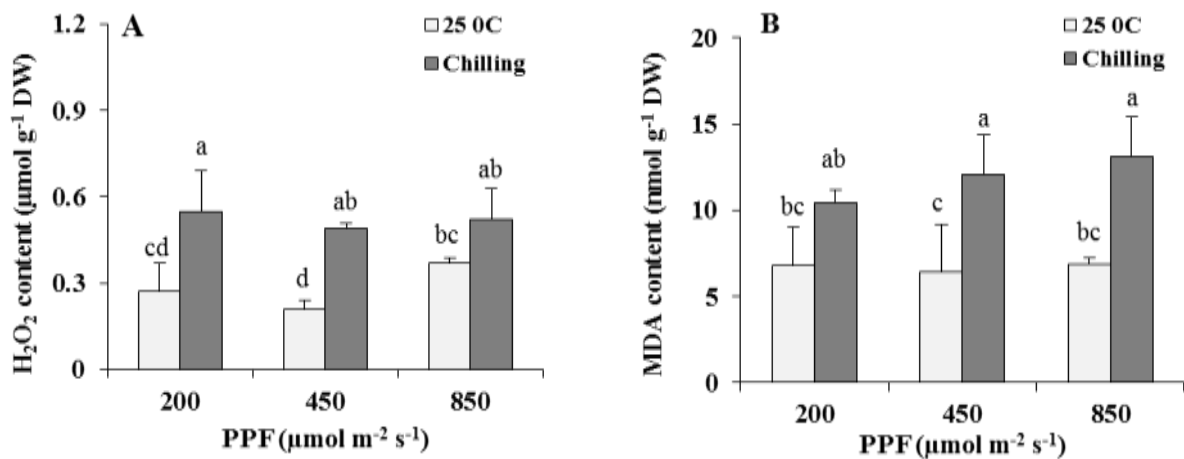 A
25 0C
Chilling
H₂O₂ content (μmol g⁻¹ DW)
1.2
0.9
0.6
0.3
0
cd
a
d
ab
bc
ab
200 450 850
PPF (μmol m⁻² s⁻¹)
B
25 0C
Chilling
MDA content (nmol g⁻¹ DW)
20
15
10
5
0
bc
ab
c
a
bc
a
200 450 850
PPF (μmol m⁻² s⁻¹)